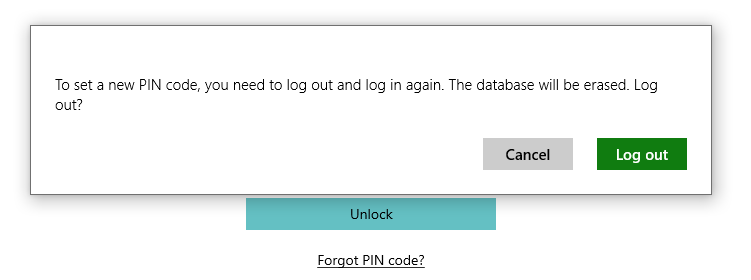 To set a new PIN code, you need to log out and log in again. The database will be erased. Log
out?
Cancel
Log out
Unlock
Forgot PIN code?